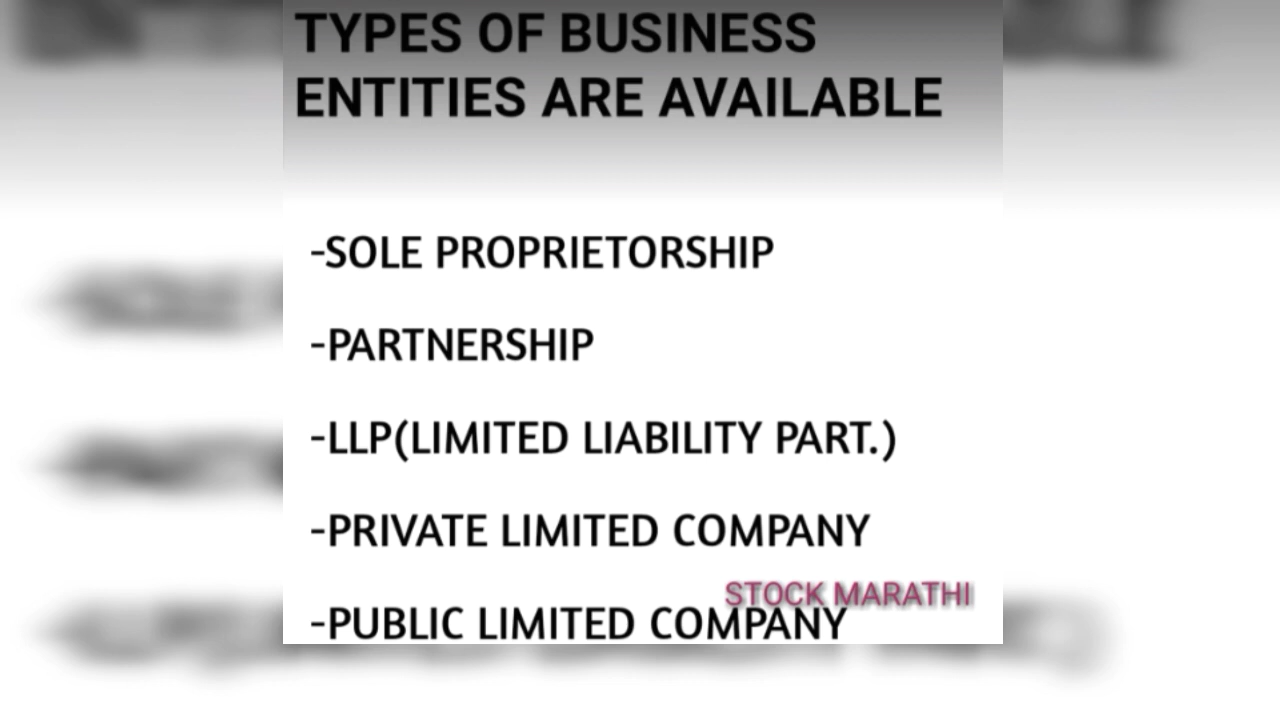 TYPES OF BUSINESS
ENTITIES ARE AVAILABLE
-SOLE PROPRIETORSHIP
-PARTNERSHIP
-LLP(LIMITED LIABILITY PART.)
-PRIVATE LIMITED COMPANY
STOCK MARATHI
-PUBLIC LIMITED COMPANY